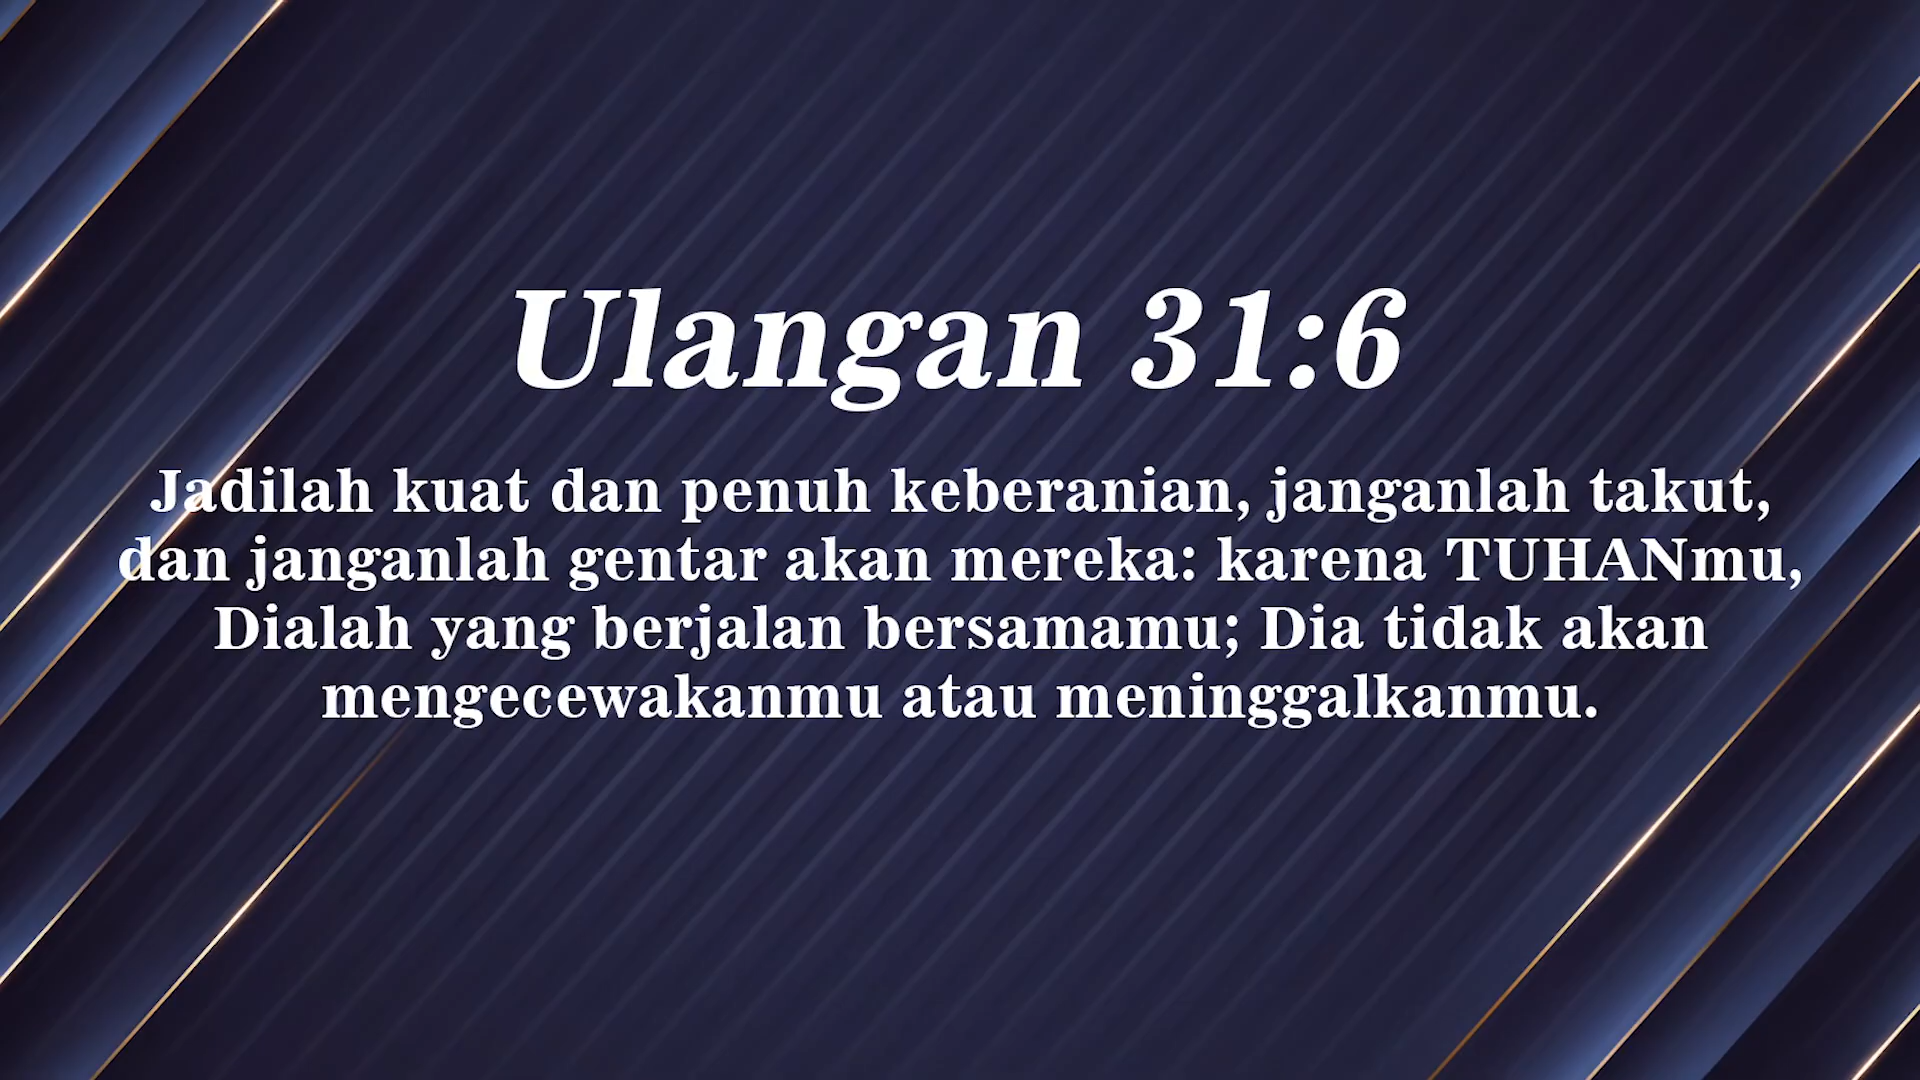 Ulangan 31:6
Jadilah kuat dan penuh keberanian, janganlah takut,
dan janganlah gentar akan mereka: karena TUHANmu,
Dialah yang berjalan bersamamu; Dia tidak akan
mengecewakanmu atau meninggalkanmu.